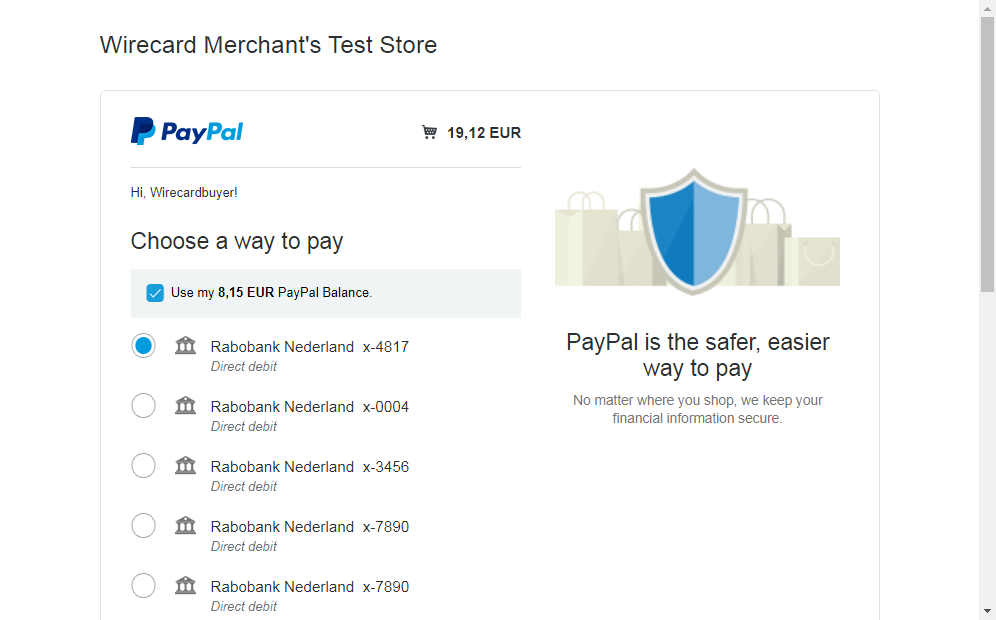 Wirecard Merchant's Test Store
PayPal
19,12 EUR
Hi, Wirecardbuyer!
Choose a way to pay
Use my 8,15 EUR PayPal Balance.
Rabobank Nederland x-4817
Direct debit
Rabobank Nederland x-0004
Direct debit
Rabobank Nederland x-3456
Direct debit
Rabobank Nederland x-7890
Direct debit
Rabobank Nederland x-7890
Direct debit
PayPal is the safer, easier
way to pay
No matter where you shop, we keep your
financial information secure.